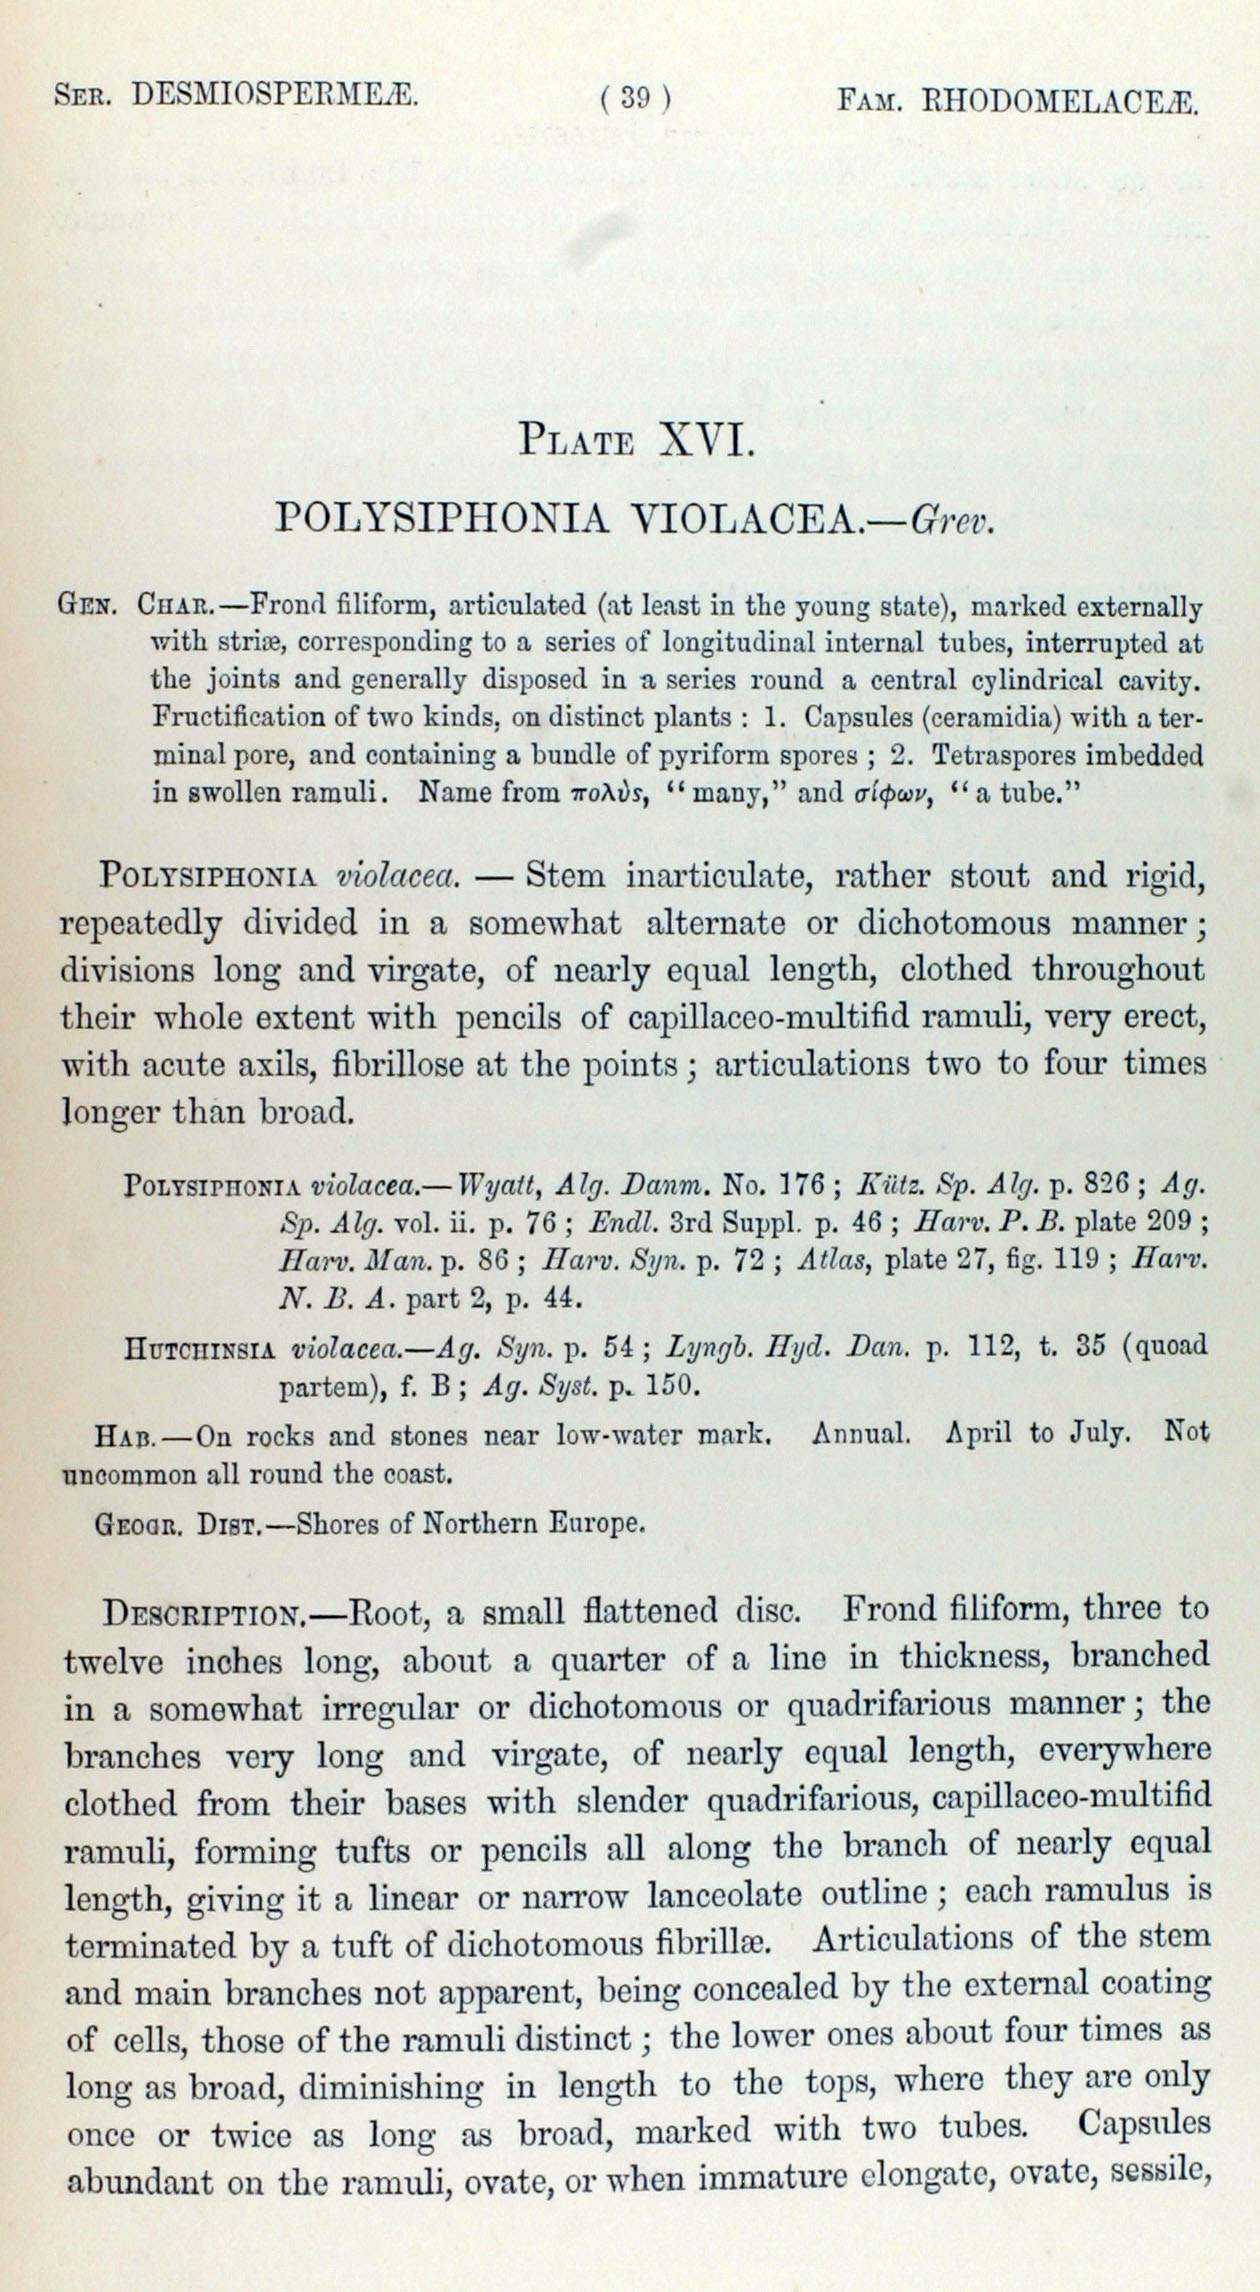 SER. DESMIOSPERMEÆ. ( 39 ) FAM. RHODOMELACEÆ.
PLATE XVI.
POLYSIPHONIA VIOLACEA.—Grev.
GEN. CHAR.—Frond filiform, articulated (at least in the young state), marked externally
with striæ, corresponding to a series of longitudinal internal tubes, interrupted at
the joints and generally disposed in a series round a central cylindrical cavity.
Fructification of two kinds, on distinct plants : 1. Capsules (ceramidia) with a ter-
minal pore, and containing a bundle of pyriform spores ; 2. Tetraspores imbedded
in swollen ramuli. Name from πολὺs, “many,” and σίφων, “a tube.”
POLYSIPHONIA violacea. — Stem inarticulate, rather stout and rigid,
repeatedly divided in a somewhat alternate or dichotomous manner ;
divisions long and virgate, of nearly equal length, clothed throughout
their whole extent with pencils of capillaceo-multifid ramuli, very erect,
with acute axils, fibrillose at the points ; articulations two to four times
longer than broad.
POLYSIPHONIA violacea.—Wyatt, Alg. Danm. No. 176 ; Kütz. Sp. Alg. p. 826 ; Ag.
Sp. Alg. vol. ii. p. 76 ; Endl. 3rd Suppl. p. 46 ; Harv. P. B. plate 209 ;
Harv. Man. p. 86 ; Harv. Syn. p. 72 ; Atlas, plate 27, fig. 119 ; Harv.
N. B. A. part 2, p. 44.
HUTCHINSIA violacea.—Ag. Syn. p. 54 ; Lyngb. Hyd. Dan. p. 112, t. 35 (quoad
partem), f. B ; Ag. Syst. p. 150.
HAB.—On rocks and stones near low-water mark. Annual. April to July. Not
uncommon all round the coast.
GEOGR. DIST.—Shores of Northern Europe.
DESCRIPTION.—Root, a small flattened disc. Frond filiform, three to
twelve inches long, about a quarter of a line in thickness, branched
in a somewhat irregular or dichotomous or quadrifarious manner ; the
branches very long and virgate, of nearly equal length, everywhere
clothed from their bases with slender quadrifarious, capillaceo-multifid
ramuli, forming tufts or pencils all along the branch of nearly equal
length, giving it a linear or narrow lanceolate outline ; each ramulus is
terminated by a tuft of dichotomous fibrillæ. Articulations of the stem
and main branches not apparent, being concealed by the external coating
of cells, those of the ramuli distinct ; the lower ones about four times as
long as broad, diminishing in length to the tops, where they are only
once or twice as long as broad, marked with two tubes. Capsules
abundant on the ramuli, ovate, or when immature elongate, ovate, sessile,